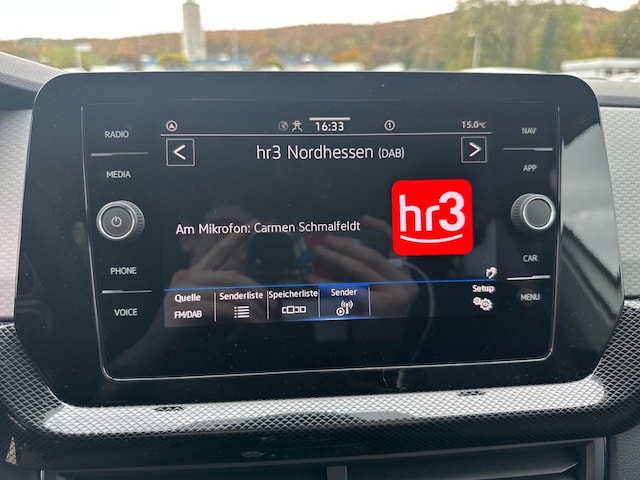 RADIO
MEDIA
PHONE
VOICE
16:33
1
15.0°C
hr3 Nordhessen (DAB)
Am Mikrofon: Carmen Schmalfeldt
hr3
Quelle
FM/DAB
Senderliste
Speicherliste
Sender
Setup
NAV
APP
CAR
MENU